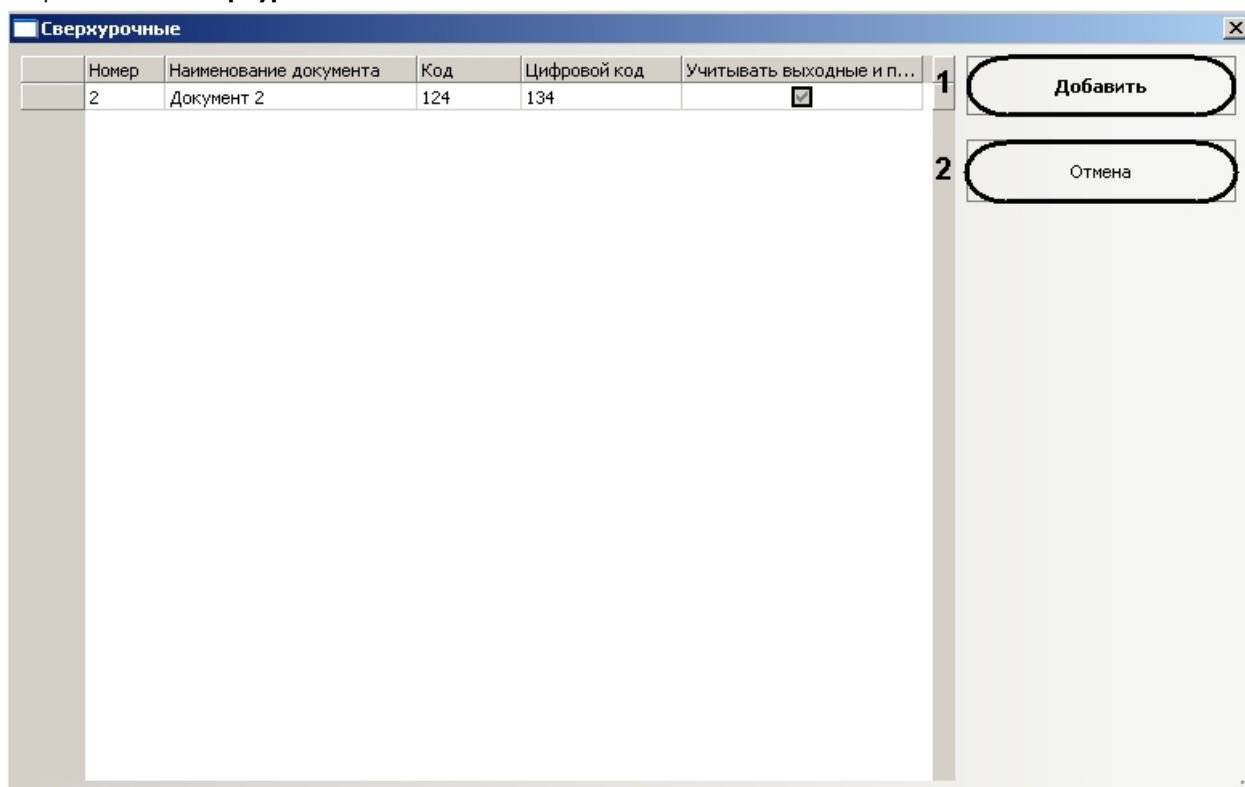 Сверхурочные
Номер Наименование документа Код Цифровой код Учитывать выходные и п...
2 Документ 2 124 134
1 Добавить
2 Отмена